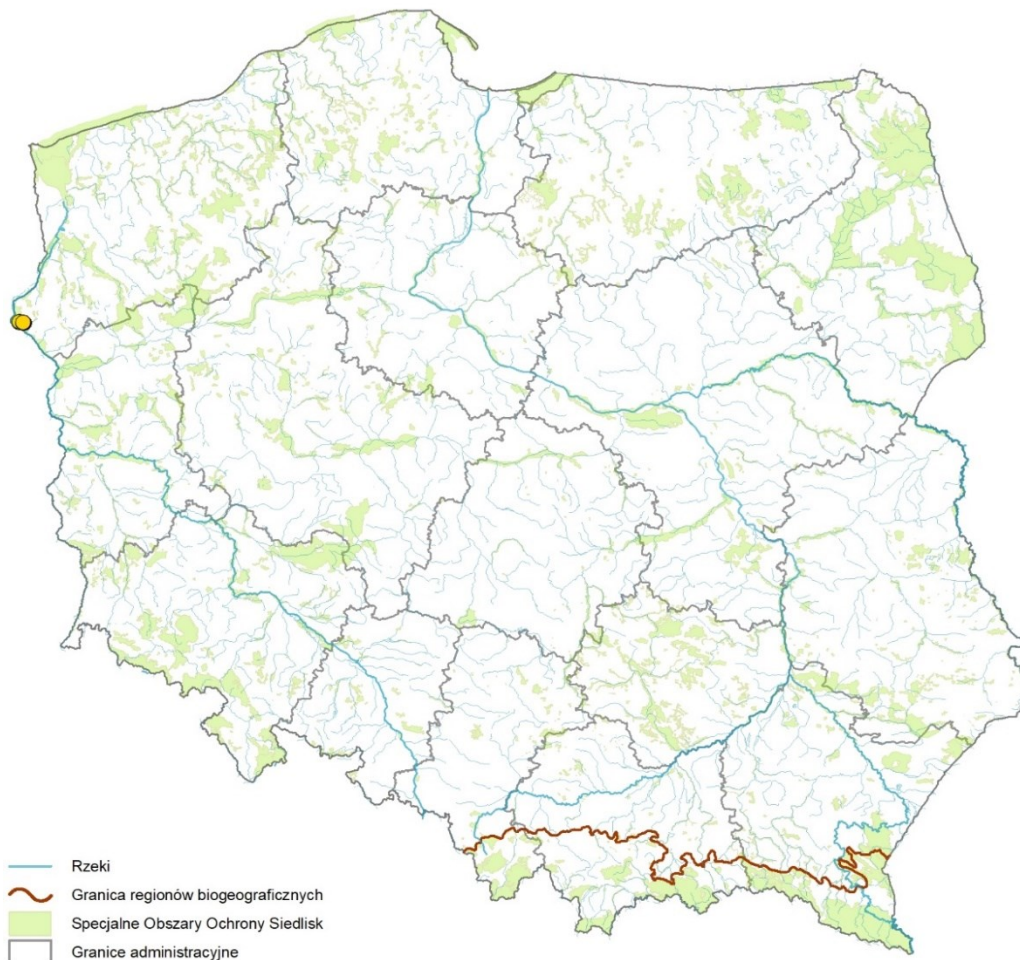 Rzeki
Granica regionów biogeograficznych
Specjalne Obszary Ochrony Siedlisk
Granice administracyjne